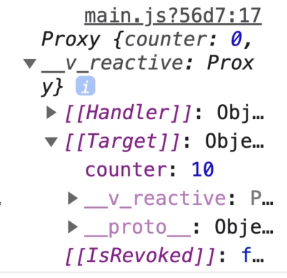 main.js?56d7:17
Proxy {counter: 0,
▼__v_reactive: Prox
y} i
▶[[Handler]]: Obj…
▼[[Target]]: Obje…
counter: 10
▶__v_reactive: P…
▶__proto__: Obje…
[[IsRevoked]]: f…